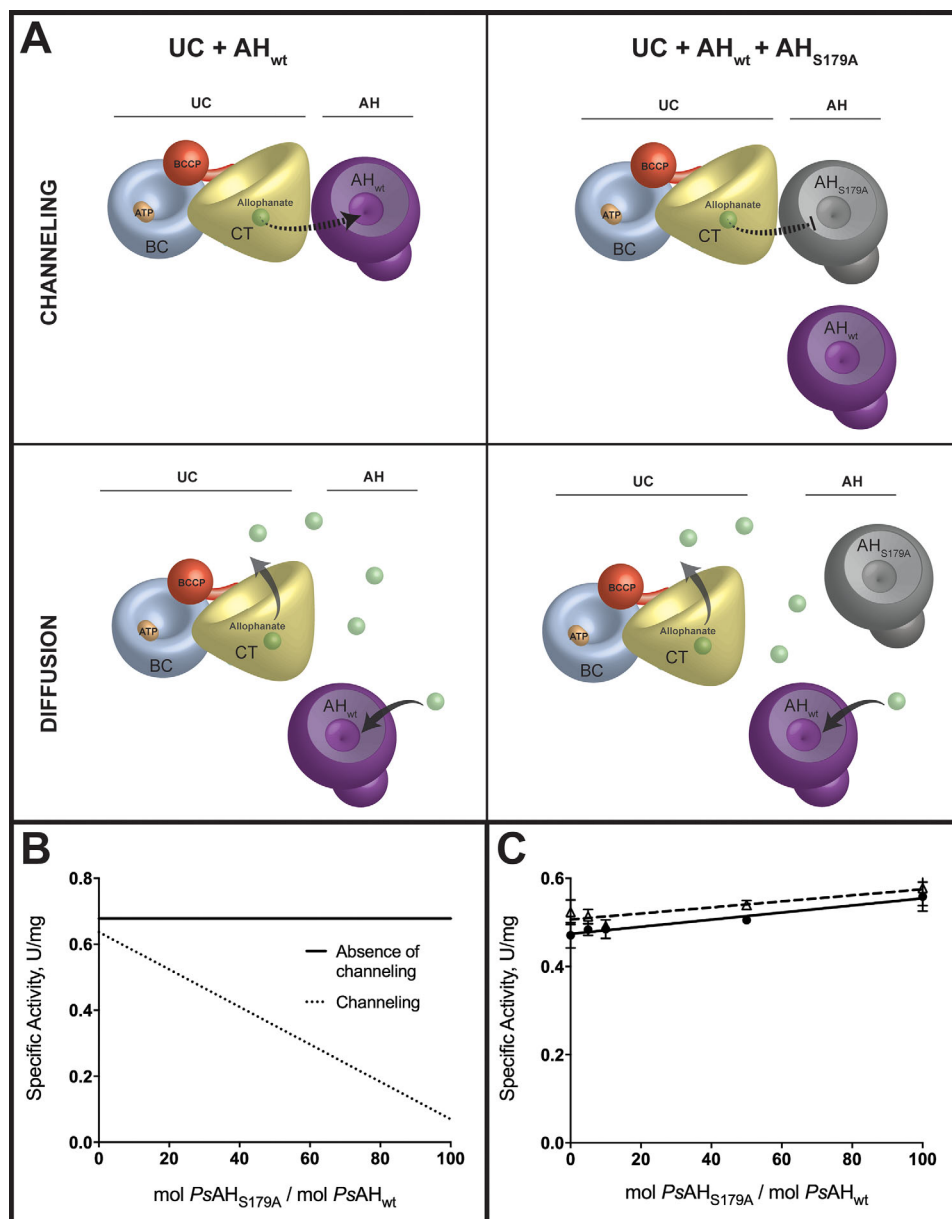 A
UC + AHwt
UC + AHwt + AHS179A
CHANNELING
UC
AH
BCCP
ATP
BC
Allophanate
CT
AHwt
UC
AH
BCCP
ATP
BC
Allophanate
CT
AHS179A
AHwt
DIFFUSION
UC
AH
BCCP
ATP
BC
Allophanate
CT
AHwt
UC
AH
BCCP
ATP
BC
Allophanate
CT
AHS179A
AHwt
B
Specific Activity, U/mg
0.8
0.6
0.4
0.2
0.0
Absence of
channeling
Channeling
0 20 40 60 80 100
mol PsAHS179A / mol PsAHwt
C
Specific Activity, U/mg
0.6
0.4
0.2
0.0
0 20 40 60 80 100
mol PsAHS179A / mol PsAHwt